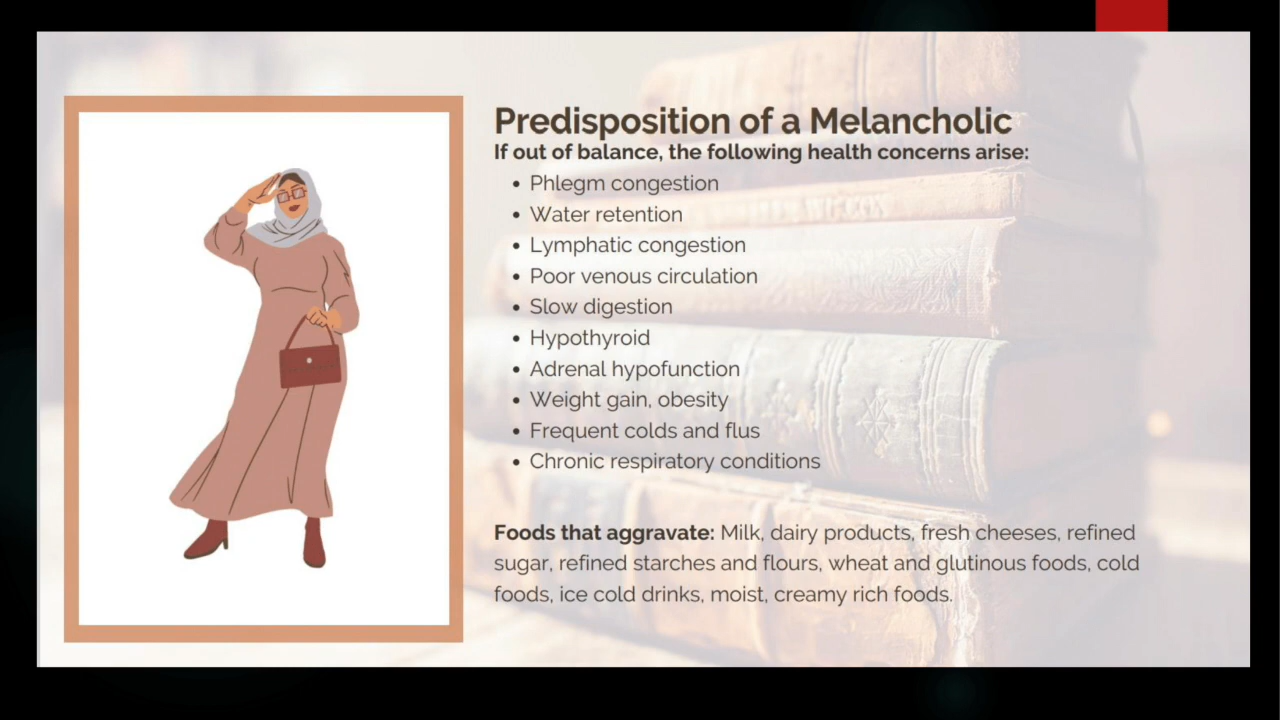 Predisposition of a Melancholic
If out of balance, the following health concerns arise:
• Phlegm congestion
• Water retention
• Lymphatic congestion
• Poor venous circulation
• Slow digestion
• Hypothyroid
• Adrenal hypofunction
• Weight gain, obesity
• Frequent colds and flus
• Chronic respiratory conditions
Foods that aggravate: Milk, dairy products, fresh cheeses, refined
sugar, refined starches and flours, wheat and glutinous foods, cold
foods, ice cold drinks, moist, creamy rich foods.